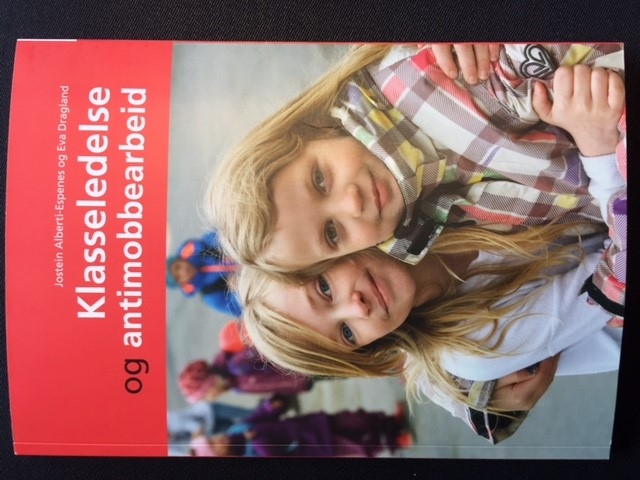 Jostein Alberti-Espenes og Eva Dragland
Klasseledelse
og antimobbearbeid